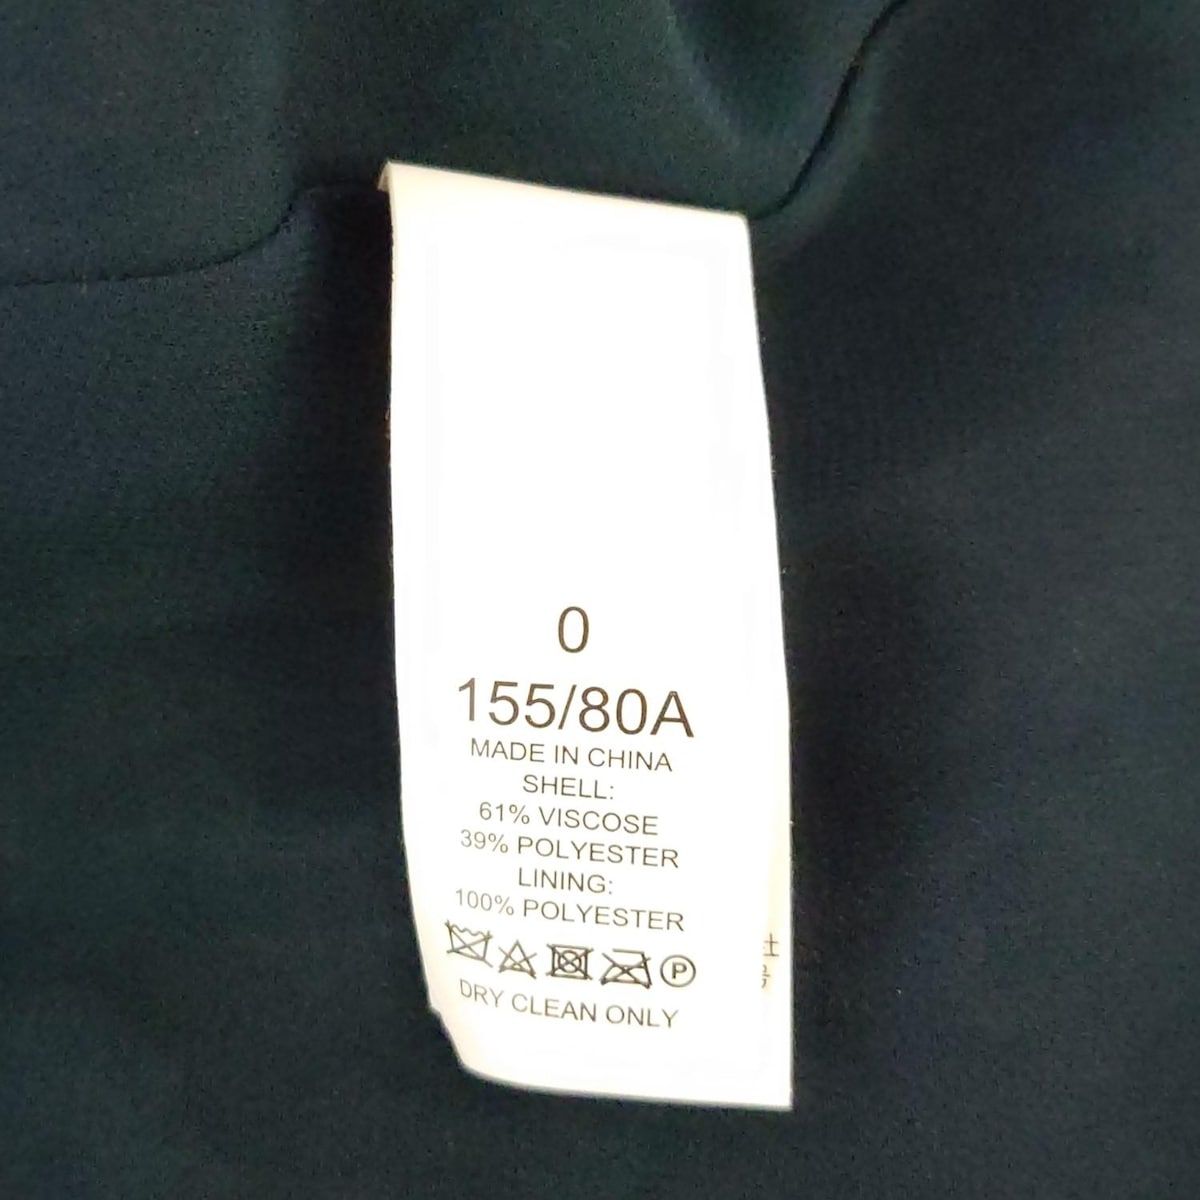 0
155/80A
MADE IN CHINA
SHELL:
61% VISCOSE
39% POLYESTER
LINING:
100% POLYESTER
P
DRY CLEAN ONLY